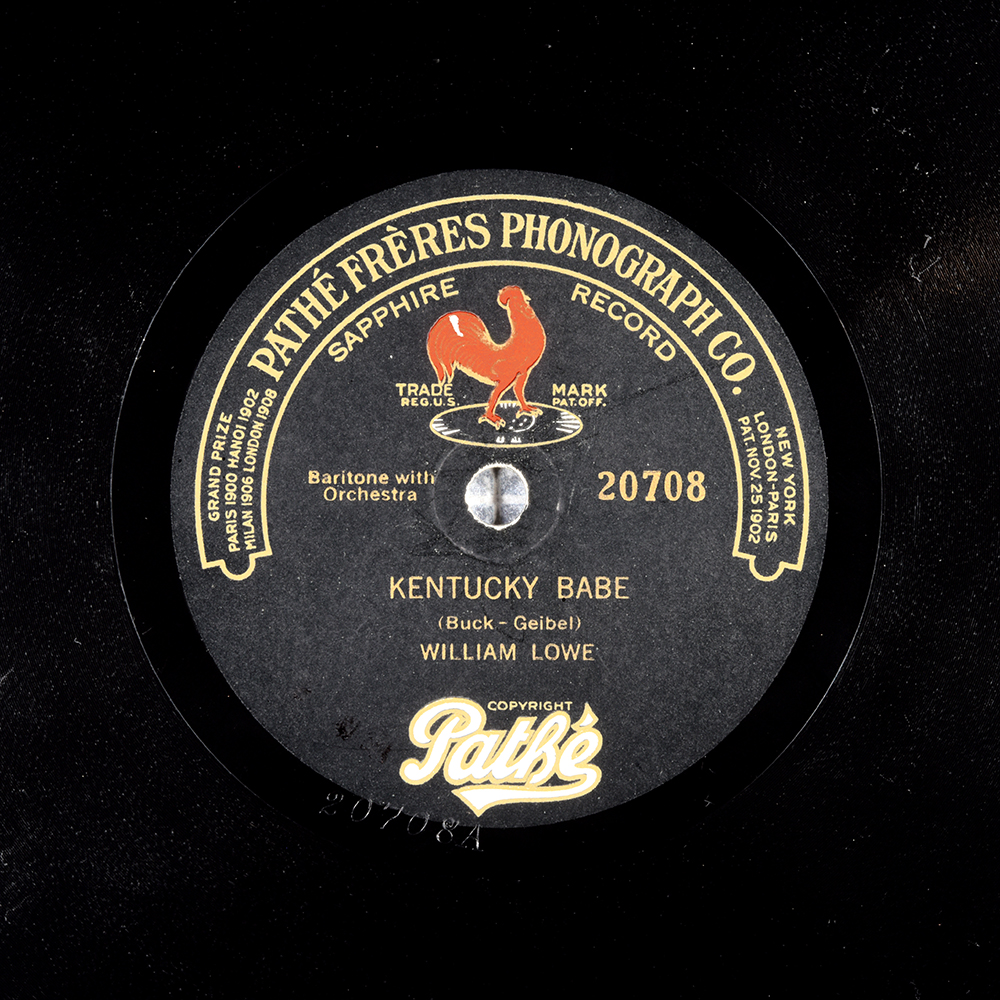 PATHÉ FRÈRES PHONOGRAPH CO.
SAPPHIRE RECORD
GRAND PRIZE
PARIS 1900 HANOI 1902
MILAN 1906 LONDON 1908
NEW YORK
LONDON-PARIS
PAT. NOV. 25 1902
TRADE MARK
REG. U.S. PAT. OFF.
Baritone with
Orchestra
20708
KENTUCKY BABE
(Buck - Geibel)
WILLIAM LOWE
COPYRIGHT
Pathé
20708A